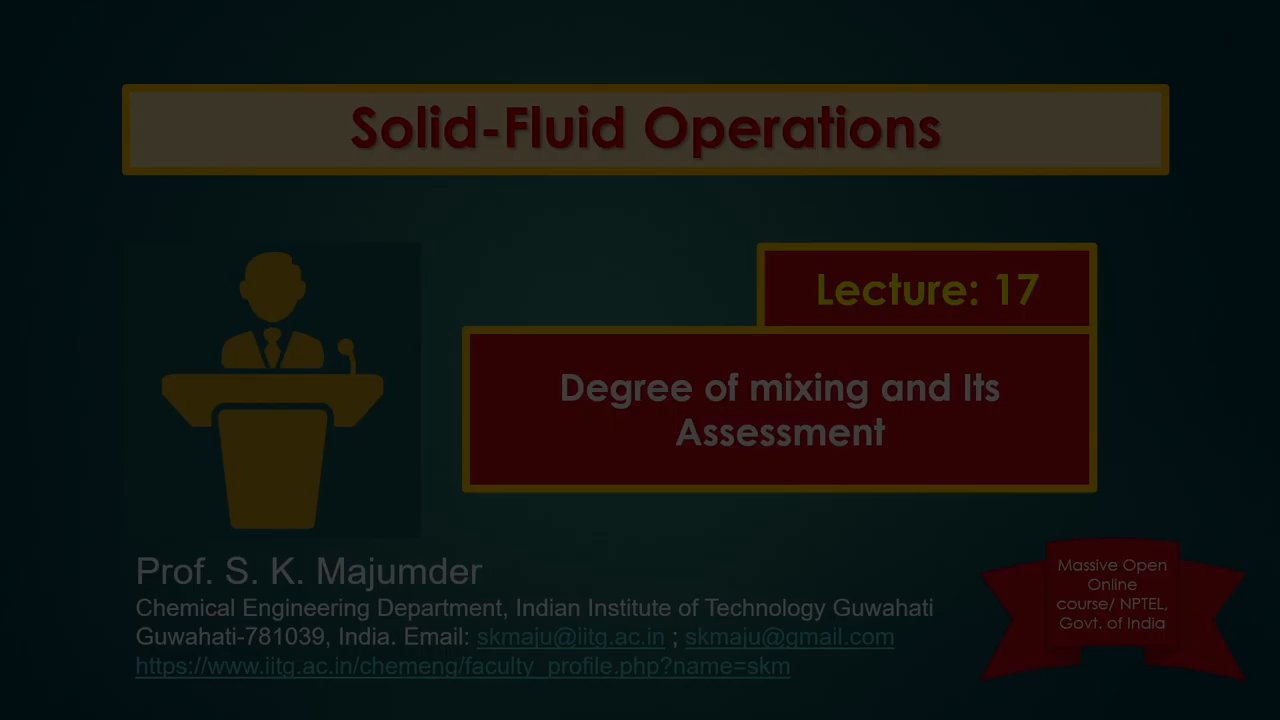 Solid-Fluid Operations
Lecture: 17
Degree of mixing and Its
Assessment
Prof. S. K. Majumder
Chemical Engineering Department, Indian Institute of Technology Guwahati
Guwahati-781039, India. Email: skmaju@iitg.ac.in ; skmaju@gmail.com
https://www.iitg.ac.in/chemeng/faculty_profile.php?name=skm
Massive Open
Online
course/ NPTEL,
Govt. of India